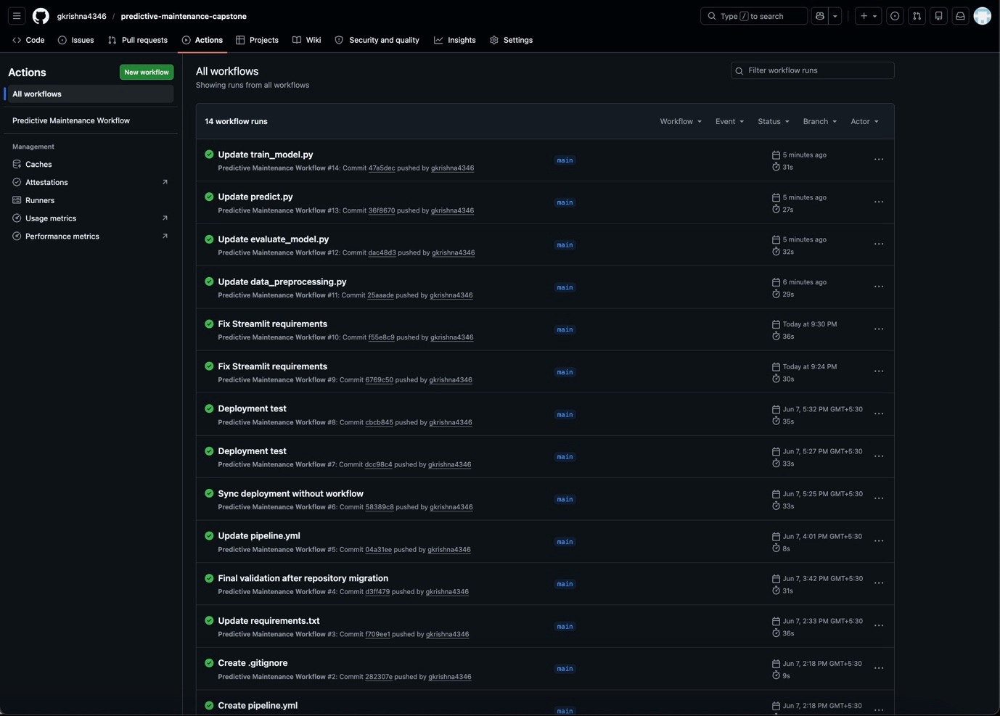 gkrishna4346 / predictive-maintenance-capstone
Type / to search
Code
Issues
Pull requests
Actions
Projects
Wiki
Security and quality
Insights
Settings
Actions
New workflow
All workflows
Predictive Maintenance Workflow
Management
Caches
Attestations
Runners
Usage metrics
Performance metrics
All workflows
Showing runs from all workflows
Filter workflow runs
14 workflow runs
Workflow
Event
Status
Branch
Actor
Update train_model.py
Predictive Maintenance Workflow #14: Commit 47a5dec pushed by gkrishna4346
main
5 minutes ago
31s
Update predict.py
Predictive Maintenance Workflow #13: Commit 36f8670 pushed by gkrishna4346
main
5 minutes ago
27s
Update evaluate_model.py
Predictive Maintenance Workflow #12: Commit dac48d3 pushed by gkrishna4346
main
5 minutes ago
32s
Update data_preprocessing.py
Predictive Maintenance Workflow #11: Commit 25aaade pushed by gkrishna4346
main
6 minutes ago
29s
Fix Streamlit requirements
Predictive Maintenance Workflow #10: Commit f55e8c9 pushed by gkrishna4346
main
Today at 9:30 PM
36s
Fix Streamlit requirements
Predictive Maintenance Workflow #9: Commit 6769c50 pushed by gkrishna4346
main
Today at 9:24 PM
30s
Deployment test
Predictive Maintenance Workflow #8: Commit cbcb845 pushed by gkrishna4346
main
Jun 7, 5:32 PM GMT+5:30
35s
Deployment test
Predictive Maintenance Workflow #7: Commit dcc98c4 pushed by gkrishna4346
main
Jun 7, 5:27 PM GMT+5:30
33s
Sync deployment without workflow
Predictive Maintenance Workflow #6: Commit 58389c8 pushed by gkrishna4346
main
Jun 7, 5:25 PM GMT+5:30
33s
Update pipeline.yml
Predictive Maintenance Workflow #5: Commit 04a31ee pushed by gkrishna4346
main
Jun 7, 4:01 PM GMT+5:30
8s
Final validation after repository migration
Predictive Maintenance Workflow #4: Commit d3ff479 pushed by gkrishna4346
main
Jun 7, 3:42 PM GMT+5:30
31s
Update requirements.txt
Predictive Maintenance Workflow #3: Commit f709ee1 pushed by gkrishna4346
main
Jun 7, 2:33 PM GMT+5:30
36s
Create .gitignore
Predictive Maintenance Workflow #2: Commit 282307e pushed by gkrishna4346
main
Jun 7, 2:18 PM GMT+5:30
9s
Create pipeline.yml
main
Jun 7, 2:18 PM GMT+5:30